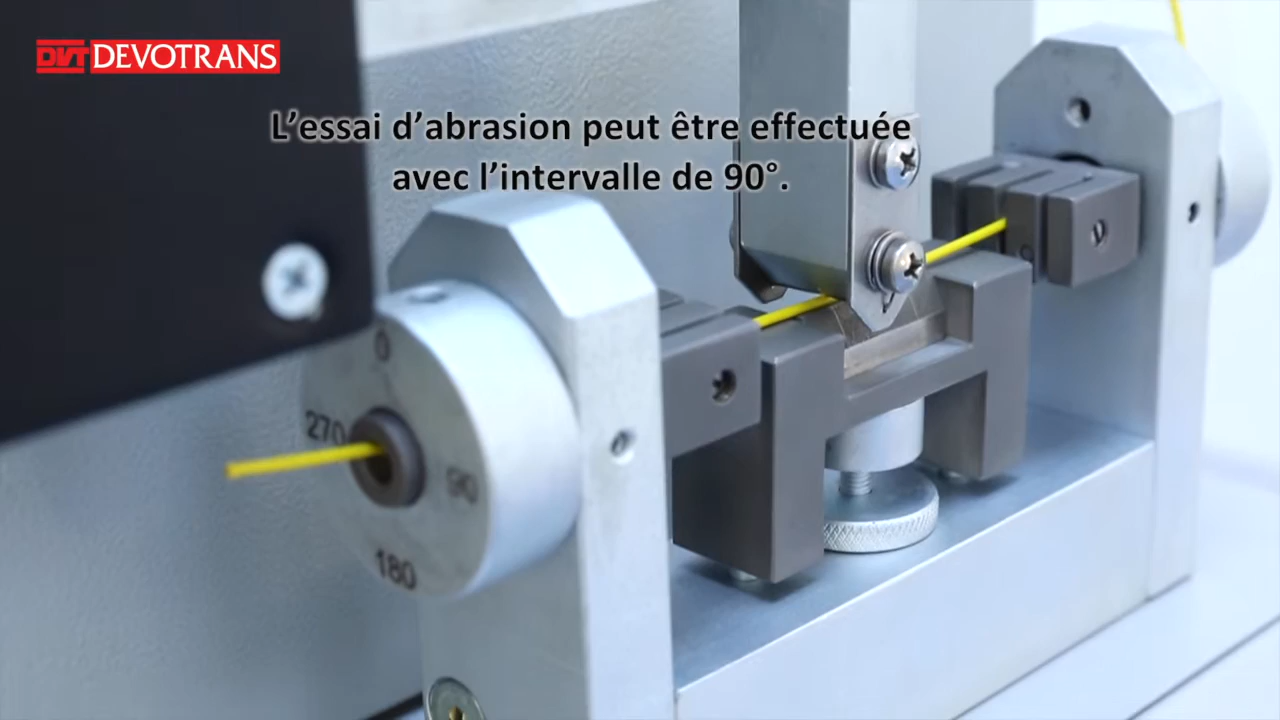 DVT DEVOTRANS
L’essai d’abrasion peut être effectuée
avec l’intervalle de 90°.
0
270
90
180